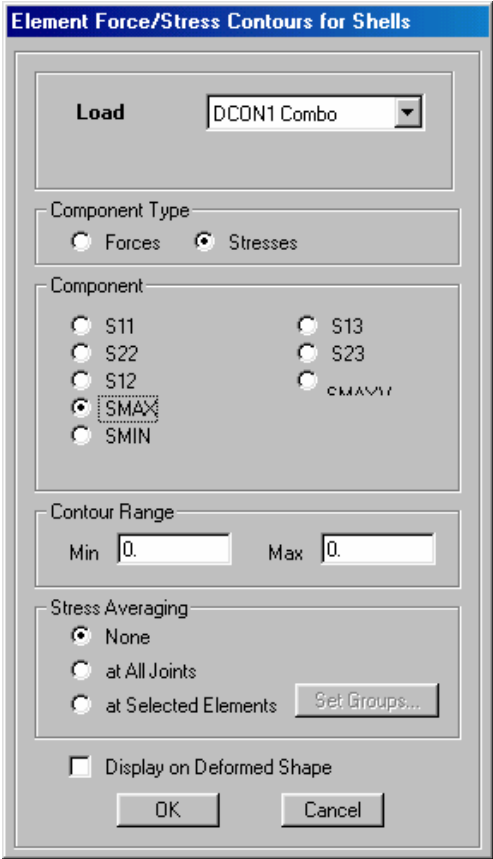 Element Force/Stress Contours for Shells
Load DCON1 Combo
Component Type
Forces Stresses
Component
S11 S13
S22 S23
S12
SMAX
SMIN
Contour Range
Min 0. Max 0.
Stress Averaging
None
at All Joints
at Selected Elements Set Groups...
Display on Deformed Shape
OK Cancel